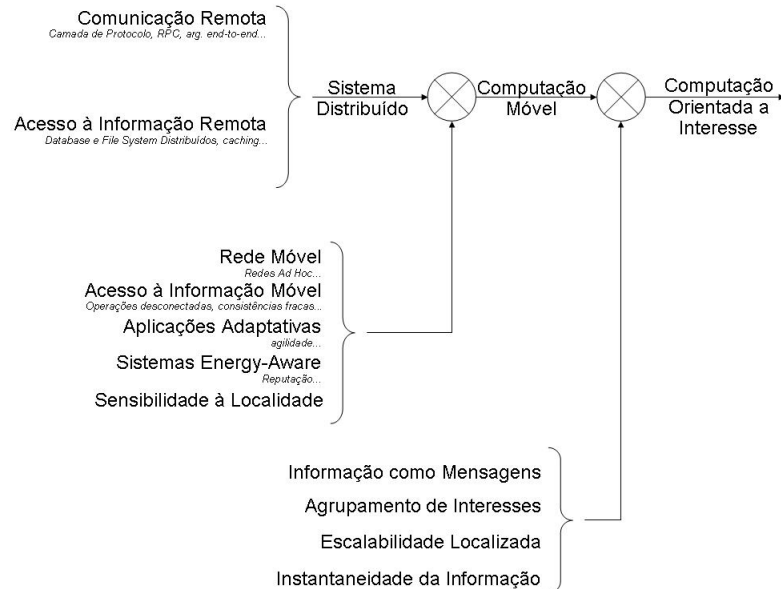 Comunicação Remota
Camada de Protocolo, RPC, arg. end-to-end...
Acesso à Informação Remota
Database e File System Distribuídos, caching...
Sistema
Distribuído
Computação
Móvel
Computação
Orientada a
Interesse
Rede Móvel
Redes Ad Hoc...
Acesso à Informação Móvel
Operações desconectadas, consistências fracas...
Aplicações Adaptativas
agilidade...
Sistemas Energy-Aware
Reputação...
Sensibilidade à Localidade
Informação como Mensagens
Agrupamento de Interesses
Escalabilidade Localizada
Instantaneidade da Informação